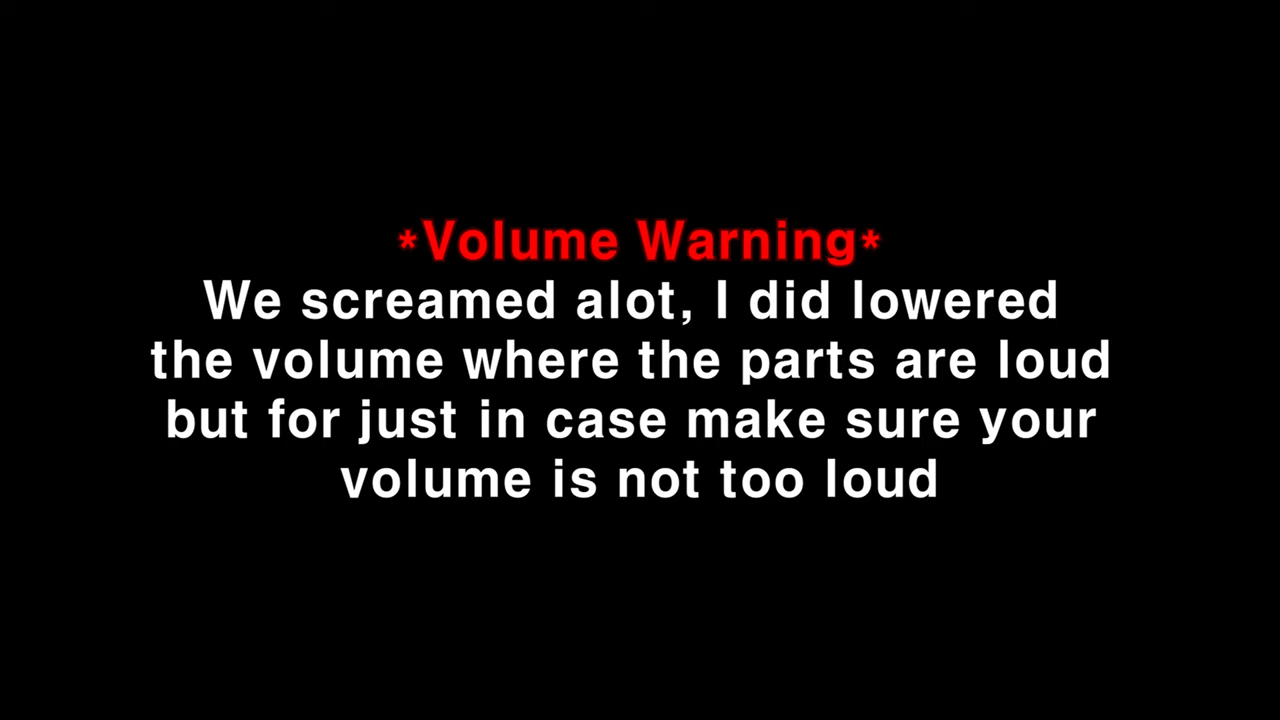 *Volume Warning*
We screamed alot, I did lowered
the volume where the parts are loud
but for just in case make sure your
volume is not too loud